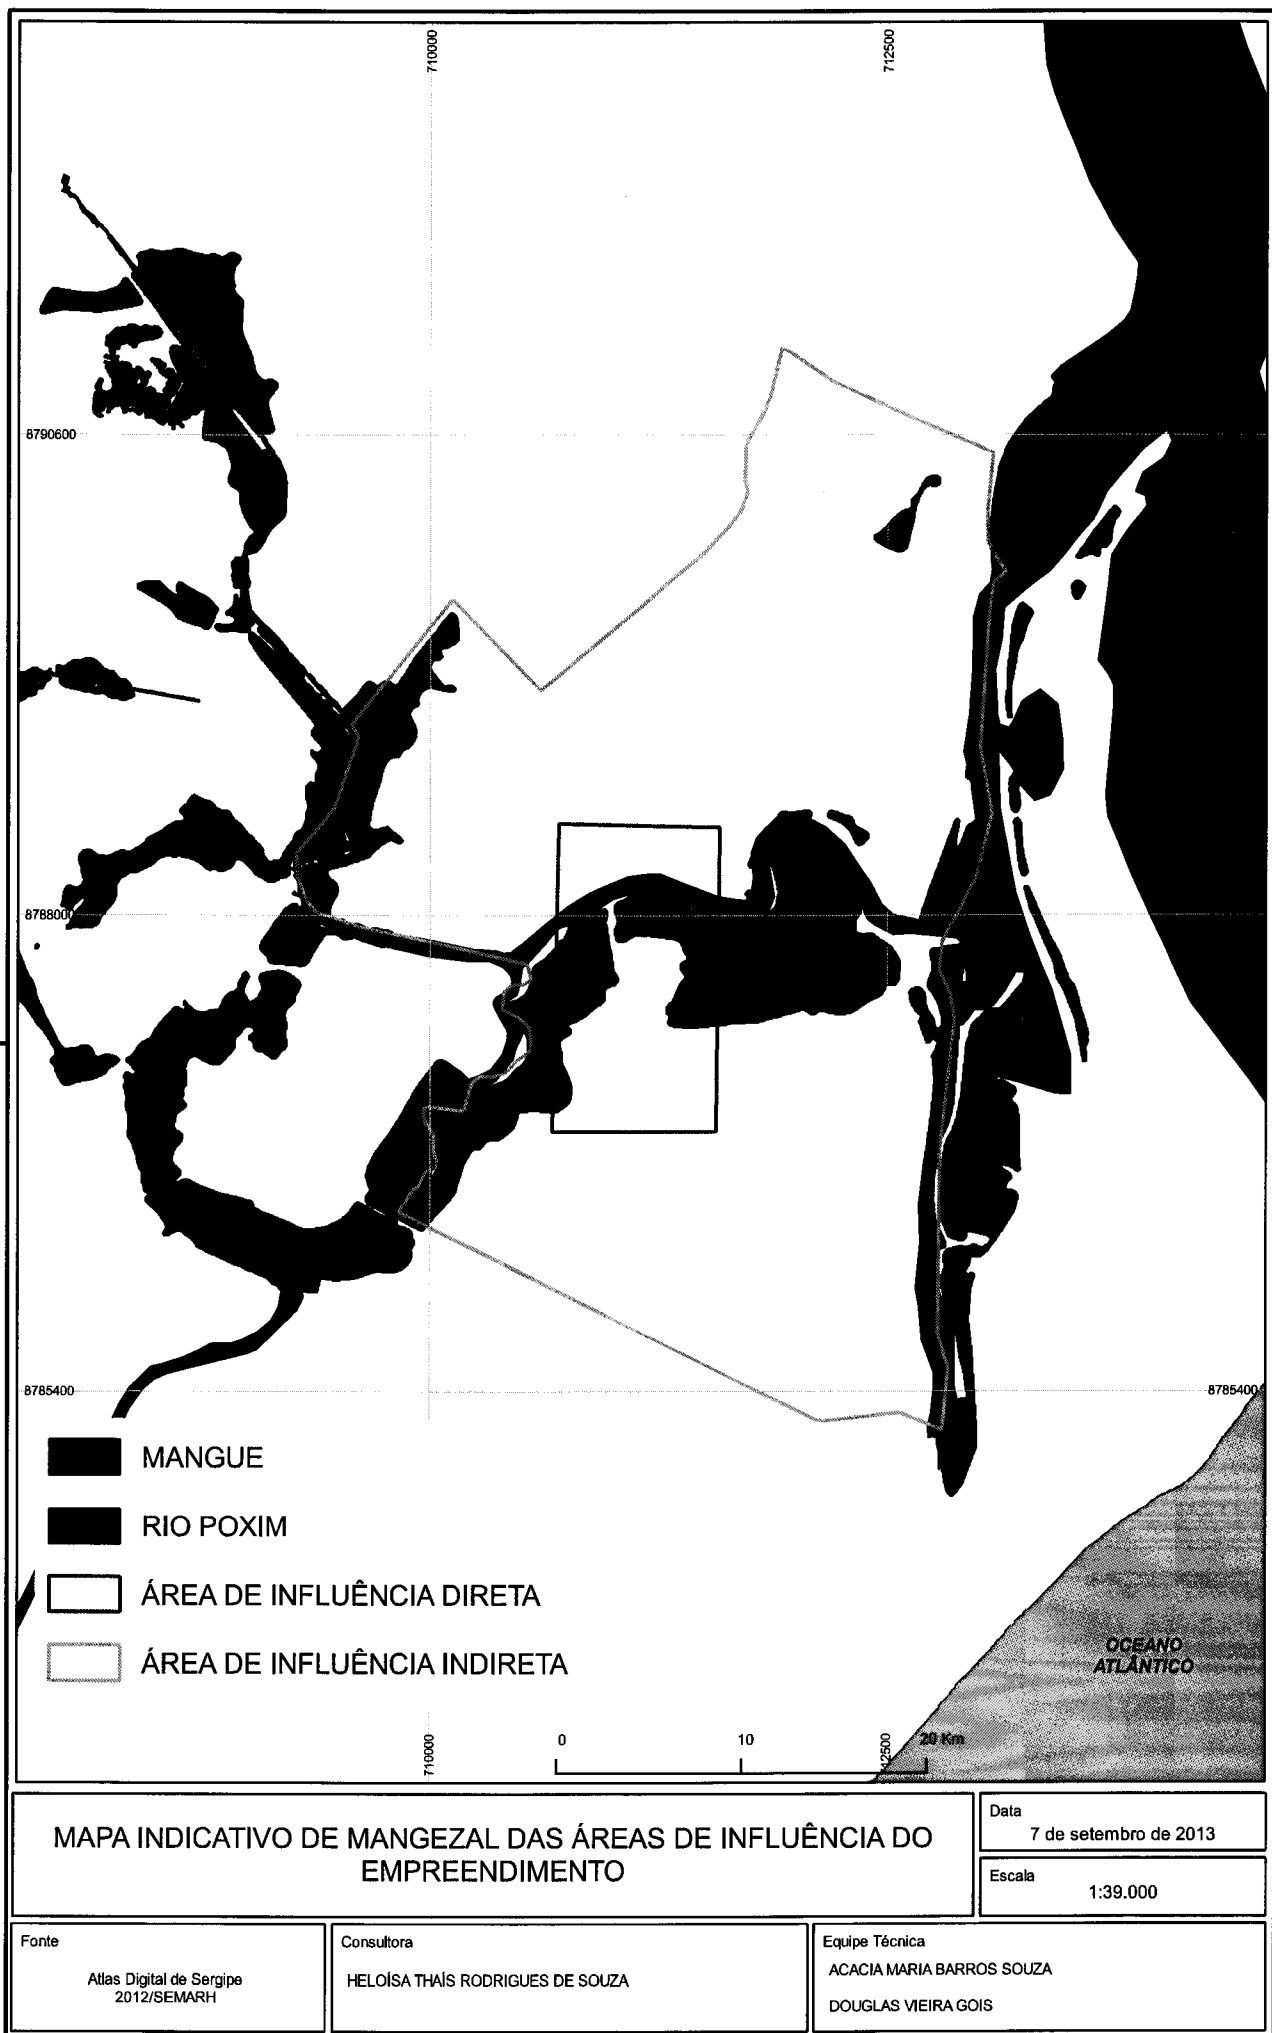 710000
712500
8790600
8788000
8785400
8785400
MANGUE
RIO POXIM
ÁREA DE INFLUÊNCIA DIRETA
ÁREA DE INFLUÊNCIA INDIRETA
OCEANO
ATLÂNTICO
0 10 20 Km
710000
712500
MAPA INDICATIVO DE MANGEZAL DAS ÁREAS DE INFLUÊNCIA DO
EMPREENDIMENTO
Data
7 de setembro de 2013
Escala
1:39.000
Fonte
Atlas Digital de Sergipe
2012/SEMARH
Consultora
HELOÍSA THAÍS RODRIGUES DE SOUZA
Equipe Técnica
ACACIA MARIA BARROS SOUZA
DOUGLAS VIEIRA GOIS